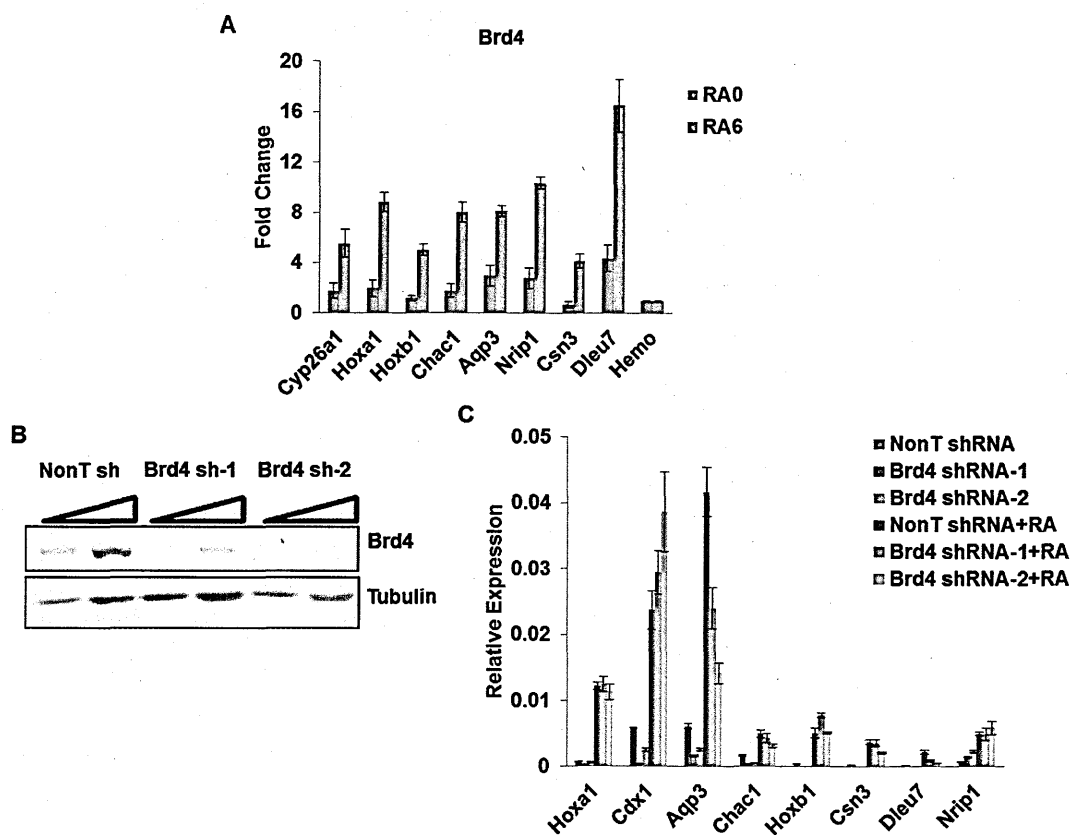 A
Brd4
20
16
12
8
4
0
Fold Change
RA0
RA6
Cyp26a1
Hoxa1
Hoxb1
Chac1
Aqp3
Nrip1
Csn3
Dleu7
Hemo
B
NonT sh Brd4 sh-1 Brd4 sh-2
Brd4
Tubulin
C
0.05
0.04
0.03
0.02
0.01
0
Relative Expression
NonT shRNA
Brd4 shRNA-1
Brd4 shRNA-2
NonT shRNA+RA
Brd4 shRNA-1+RA
Brd4 shRNA-2+RA
Hoxa1
Cdx1
Aqp3
Chac1
Hoxb1
Csn3
Dleu7
Nrip1